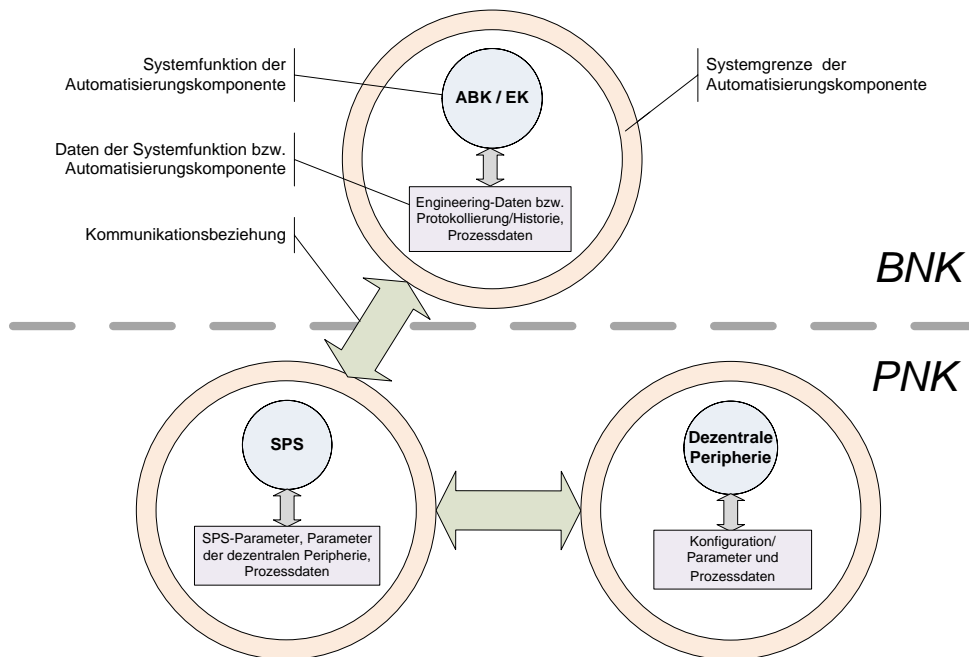 Systemfunktion der
Automatisierungskomponente
ABK / EK
Systemgrenze der
Automatisierungskomponente
Daten der Systemfunktion bzw.
Automatisierungskomponente
Engineering-Daten bzw.
Protokollierung/Historie,
Prozessdaten
Kommunikationsbeziehung
BNK
PNK
SPS
SPS-Parameter, Parameter
der dezentralen Peripherie,
Prozessdaten
Dezentrale
Peripherie
Konfiguration/
Parameter und
Prozessdaten